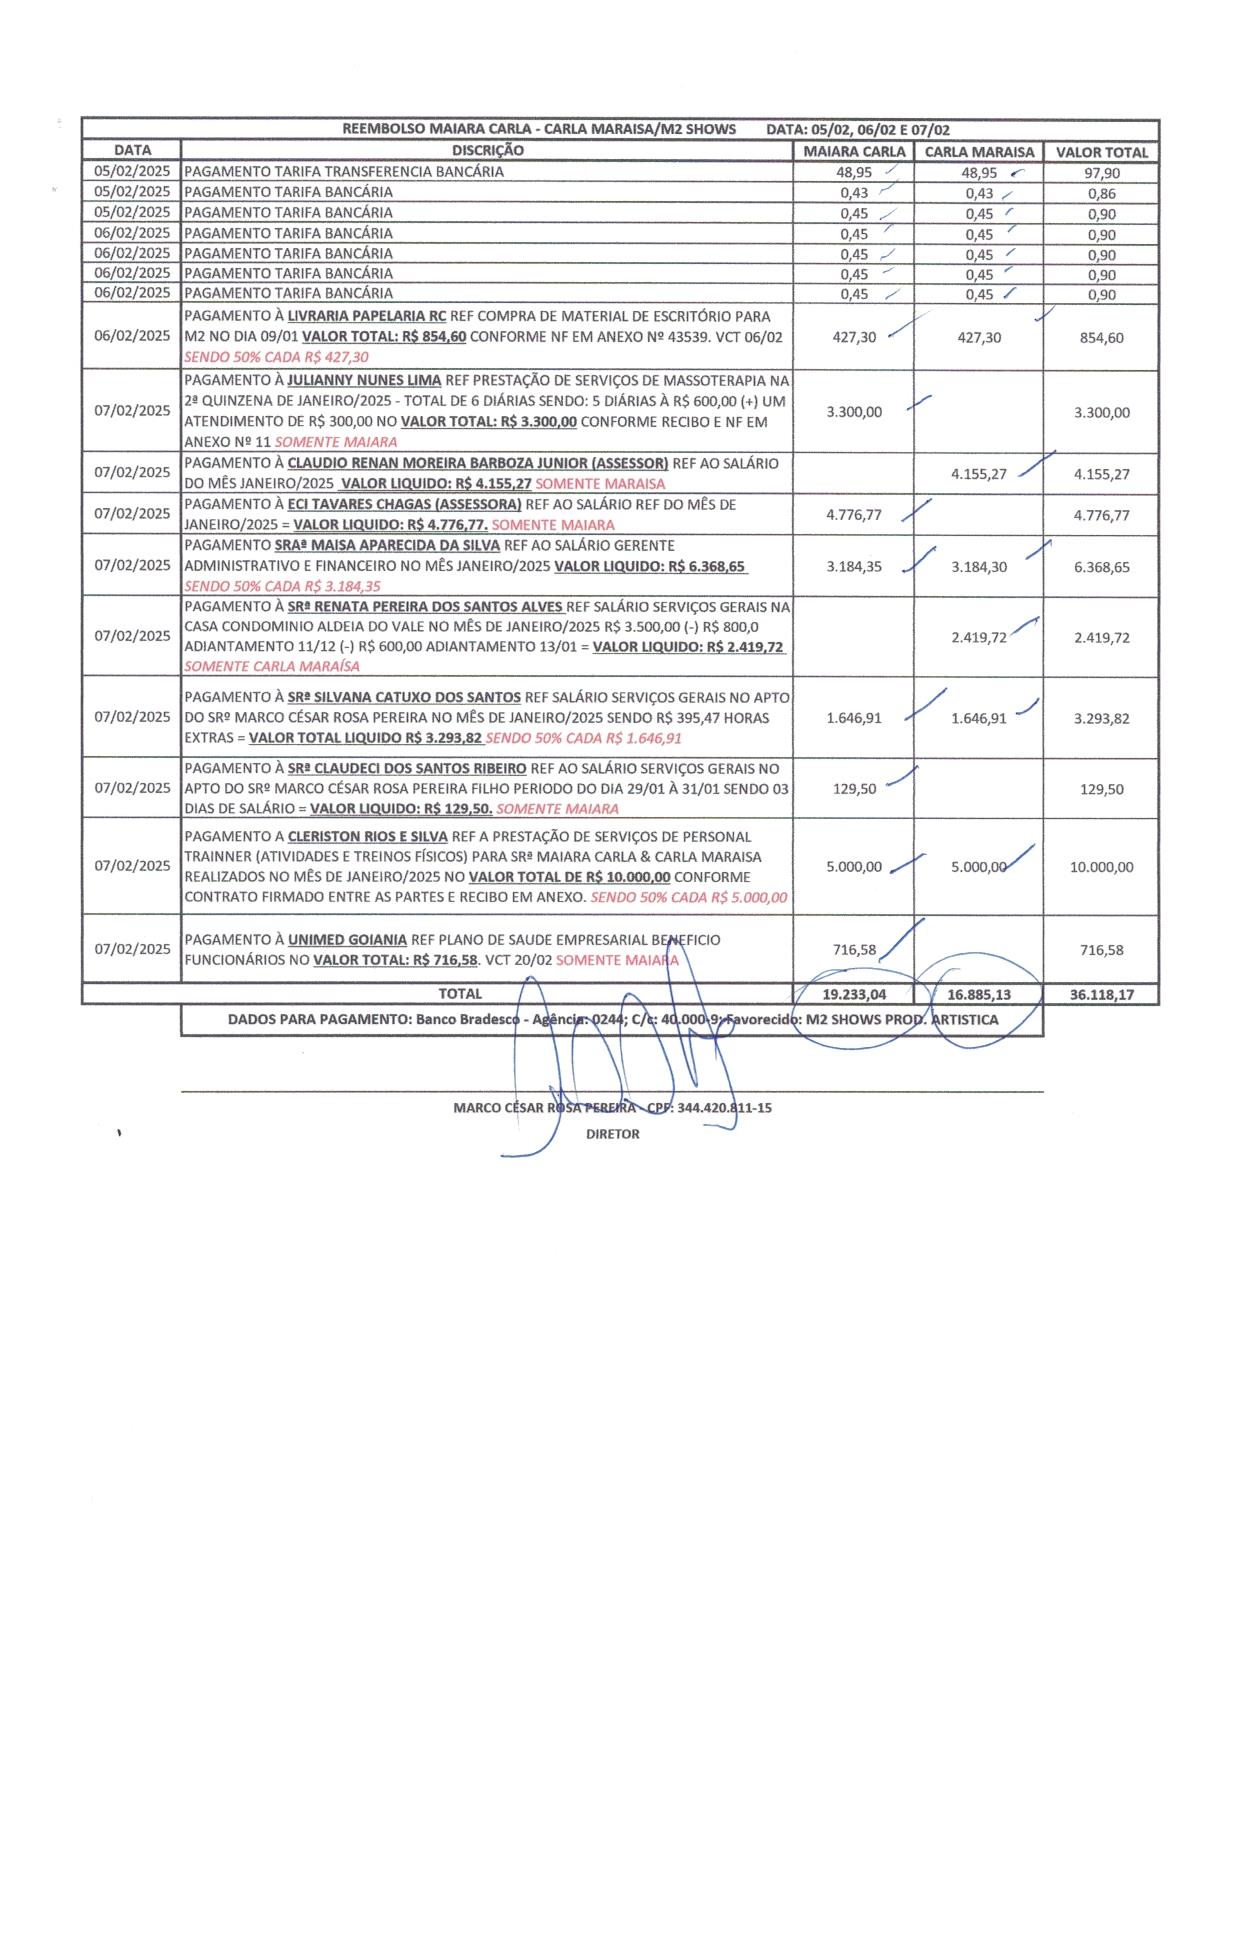 REEMBOLSO MAIARA CARLA - CARLA MARAISA/M2 SHOWS DATA: 05/02, 06/02 E 07/02
DATA DISCRIÇÃO MAIARA CARLA CARLA MARAISA VALOR TOTAL
05/02/2025 PAGAMENTO TARIFA TRANSFERENCIA BANCÁRIA 48,95 48,95 97,90
05/02/2025 PAGAMENTO TARIFA BANCÁRIA 0,43 0,43 0,86
05/02/2025 PAGAMENTO TARIFA BANCÁRIA 0,45 0,45 0,90
06/02/2025 PAGAMENTO TARIFA BANCÁRIA 0,45 0,45 0,90
06/02/2025 PAGAMENTO TARIFA BANCÁRIA 0,45 0,45 0,90
06/02/2025 PAGAMENTO TARIFA BANCÁRIA 0,45 0,45 0,90
06/02/2025 PAGAMENTO TARIFA BANCÁRIA 0,45 0,45 0,90
PAGAMENTO À LIVRARIA PAPELARIA RC REF COMPRA DE MATERIAL DE ESCRITÓRIO PARA
06/02/2025 M2 NO DIA 09/01 VALOR TOTAL: R$ 854,60 CONFORME NF EM ANEXO Nº 43539. VCT 06/02 427,30 427,30 854,60
SENDO 50% CADA R$ 427,30
PAGAMENTO À JULIANNY NUNES LIMA REF PRESTAÇÃO DE SERVIÇOS DE MASSOTERAPIA NA
2ª QUINZENA DE JANEIRO/2025 - TOTAL DE 6 DIÁRIAS SENDO: 5 DIÁRIAS À R$ 600,00 (+) UM
07/02/2025 ATENDIMENTO DE R$ 300,00 NO VALOR TOTAL: R$ 3.300,00 CONFORME RECIBO E NF EM 3.300,00 3.300,00
ANEXO Nº 11 SOMENTE MAIARA
PAGAMENTO À CLAUDIO RENAN MOREIRA BARBOZA JUNIOR (ASSESSOR) REF AO SALÁRIO
07/02/2025 DO MÊS JANEIRO/2025 VALOR LIQUIDO: R$ 4.155,27 SOMENTE MARAISA 4.155,27 4.155,27
PAGAMENTO À ECI TAVARES CHAGAS (ASSESSORA) REF AO SALÁRIO REF DO MÊS DE
07/02/2025 JANEIRO/2025 = VALOR LIQUIDO: R$ 4.776,77. SOMENTE MAIARA 4.776,77 4.776,77
PAGAMENTO SRAª MAISA APARECIDA DA SILVA REF AO SALÁRIO GERENTE
07/02/2025 ADMINISTRATIVO E FINANCEIRO NO MÊS JANEIRO/2025 VALOR LIQUIDO: R$ 6.368,65 3.184,35 3.184,30 6.368,65
SENDO 50% CADA R$ 3.184,35
PAGAMENTO À SRª RENATA PEREIRA DOS SANTOS ALVES REF SALÁRIO SERVIÇOS GERAIS NA
CASA CONDOMINIO ALDEIA DO VALE NO MÊS DE JANEIRO/2025 R$ 3.500,00 (-) R$ 800,0
07/02/2025 ADIANTAMENTO 11/12 (-) R$ 600,00 ADIANTAMENTO 13/01 = VALOR LIQUIDO: R$ 2.419,72 2.419,72 2.419,72
SOMENTE CARLA MARAÍSA
PAGAMENTO À SRª SILVANA CATUXO DOS SANTOS REF SALÁRIO SERVIÇOS GERAIS NO APTO
07/02/2025 DO SRº MARCO CÉSAR ROSA PEREIRA NO MÊS DE JANEIRO/2025 SENDO R$ 395,47 HORAS 1.646,91 1.646,91 3.293,82
EXTRAS = VALOR TOTAL LIQUIDO R$ 3.293,82 SENDO 50% CADA R$ 1.646,91
PAGAMENTO À SRª CLAUDECI DOS SANTOS RIBEIRO REF AO SALÁRIO SERVIÇOS GERAIS NO
07/02/2025 APTO DO SRº MARCO CÉSAR ROSA PEREIRA FILHO PERIODO DO DIA 29/01 À 31/01 SENDO 03 129,50 129,50
DIAS DE SALÁRIO = VALOR LIQUIDO: R$ 129,50. SOMENTE MAIARA
PAGAMENTO A CLERISTON RIOS E SILVA REF A PRESTAÇÃO DE SERVIÇOS DE PERSONAL
TRAINNER (ATIVIDADES E TREINOS FÍSICOS) PARA SRª MAIARA CARLA & CARLA MARAISA
07/02/2025 REALIZADOS NO MÊS DE JANEIRO/2025 NO VALOR TOTAL DE R$ 10.000,00 CONFORME 5.000,00 5.000,00 10.000,00
CONTRATO FIRMADO ENTRE AS PARTES E RECIBO EM ANEXO. SENDO 50% CADA R$ 5.000,00
PAGAMENTO À UNIMED GOIANIA REF PLANO DE SAUDE EMPRESARIAL BENEFICIO
07/02/2025 FUNCIONÁRIOS NO VALOR TOTAL: R$ 716,58. VCT 20/02 SOMENTE MAIARA 716,58 716,58
TOTAL 19.233,04 16.885,13 36.118,17
DADOS PARA PAGAMENTO: Banco Bradesco - Agência: 0244; C/c: 40.000-9; Favorecido: M2 SHOWS PROD. ARTISTICA
MARCO CÉSAR ROSA PEREIRA - CPF: 344.420.811-15
DIRETOR